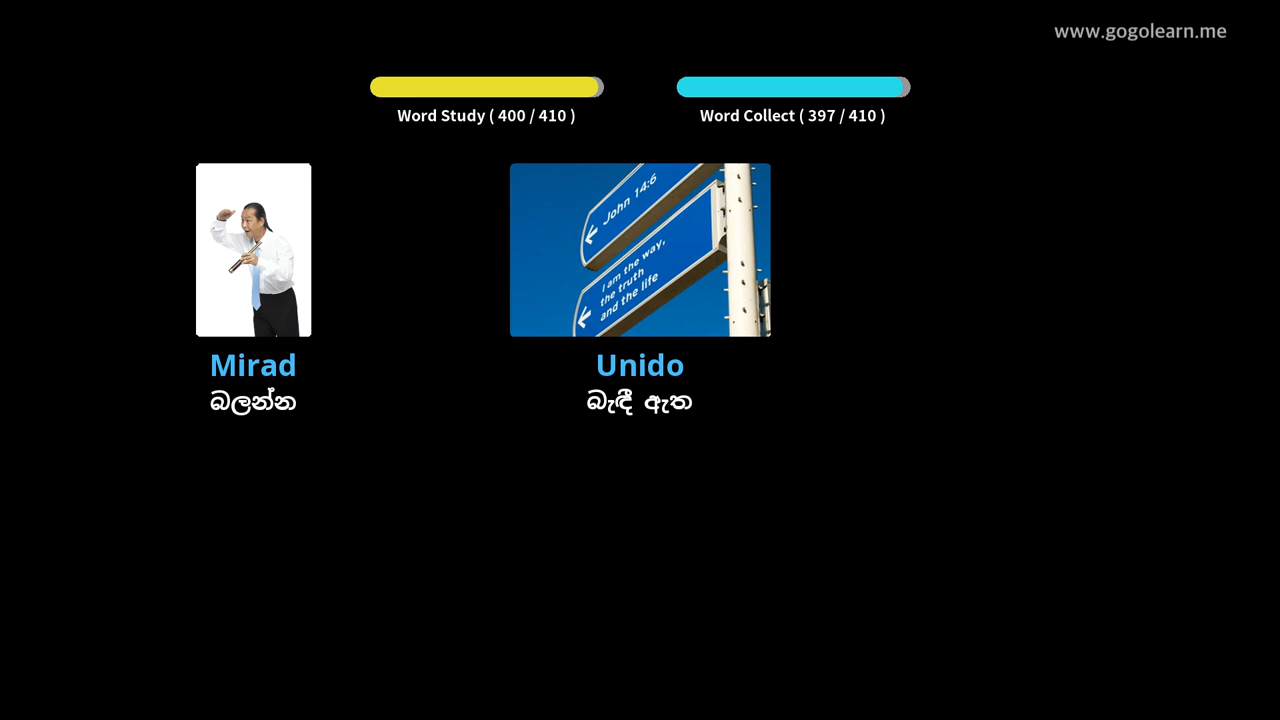 www.gogolearn.me
Word Study ( 400 / 410 )
Word Collect ( 397 / 410 )
John 14:6
I am the way,
the truth
and the life
Mirad
බලන්න
Unido
බැඳී ඇත